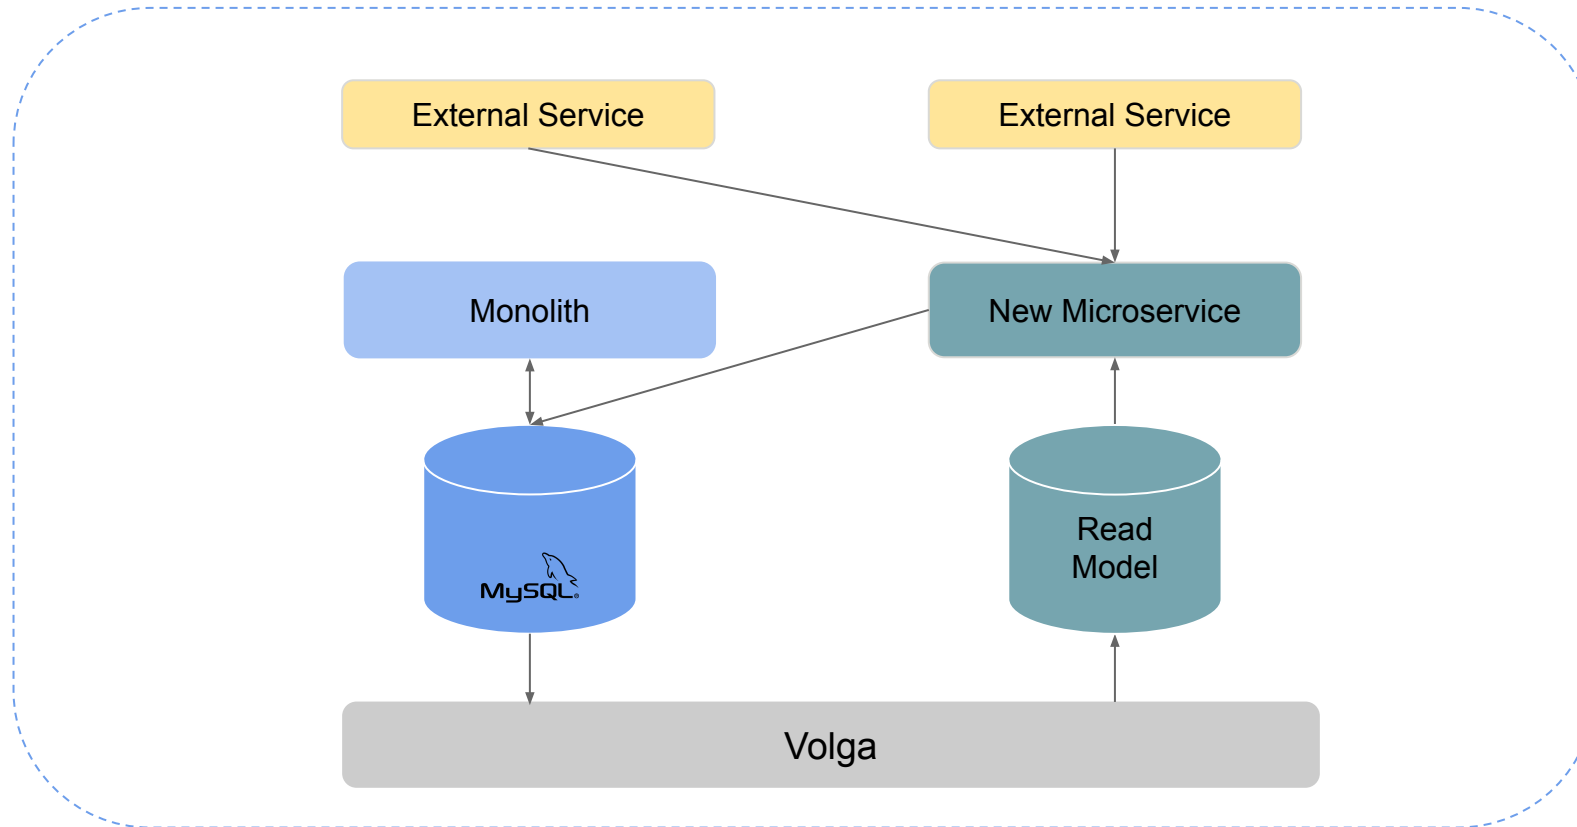 External Service
External Service
Monolith
New Microservice
MySQL®
Read
Model
Volga